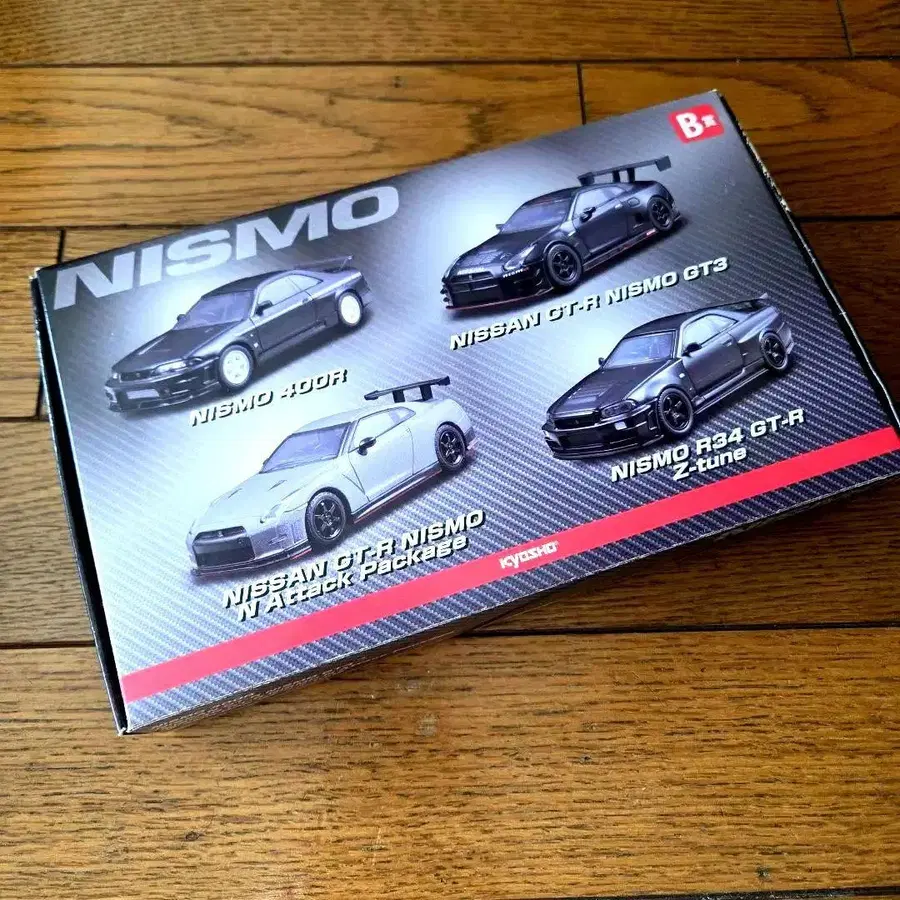 B賞
NISMO
NISSAN GT-R NISMO GT3
NISMO 400R
NISMO R34 GT-R
Z-tune
NISSAN GT-R NISMO
N Attack Package
KYOSHO